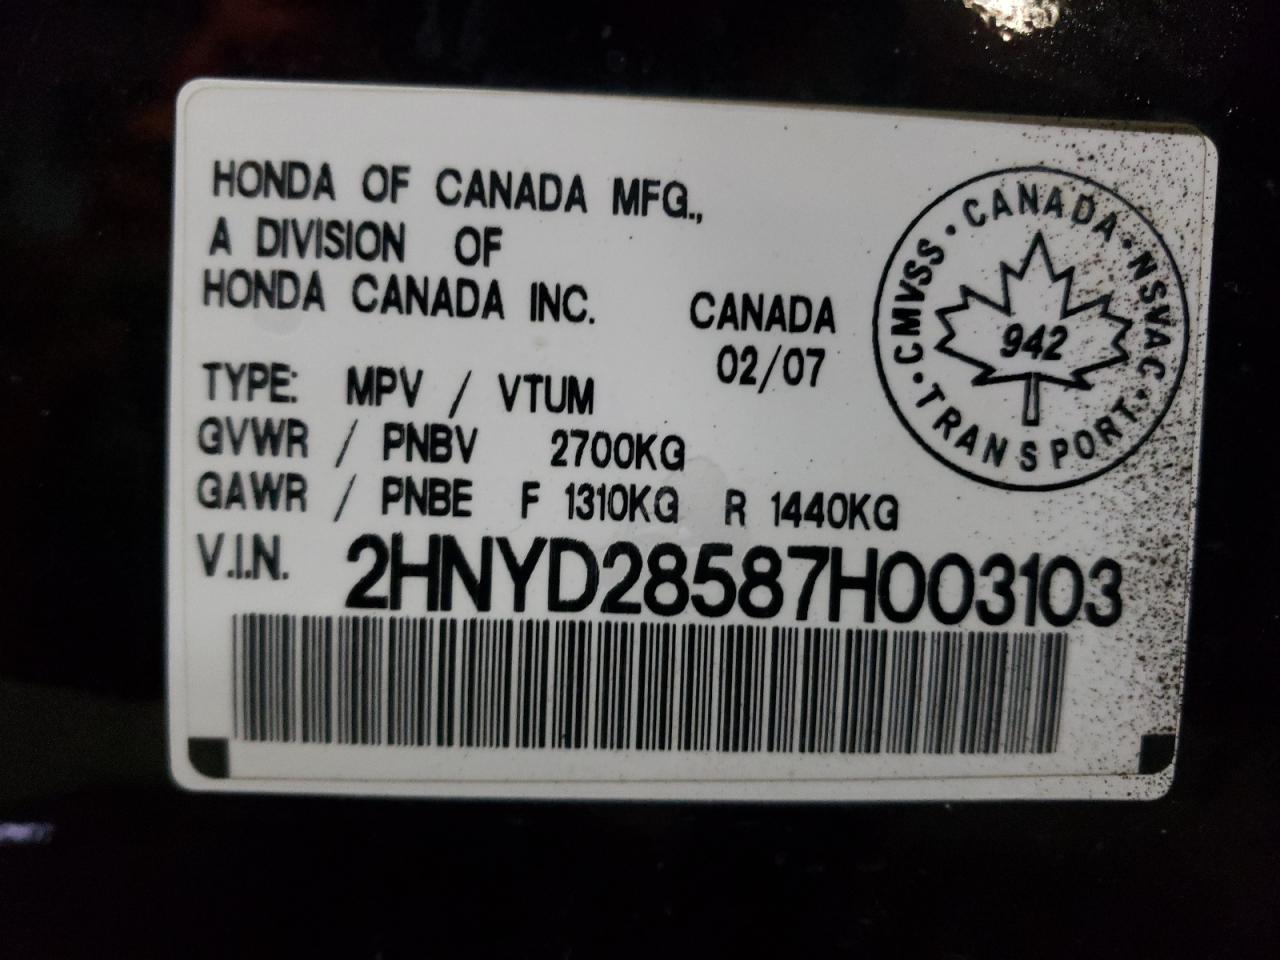 HONDA OF CANADA MFG.,
A DIVISION OF
HONDA CANADA INC.
CANADA
02/07
TYPE: MPV / VTUM
GVWR / PNBV 2700KG
GAWR / PNBE F 1310KG R 1440KG
V.I.N. 2HNYD28587H003103
CMVSS · CANADA · NSVAC · TRANSPORT ·
942